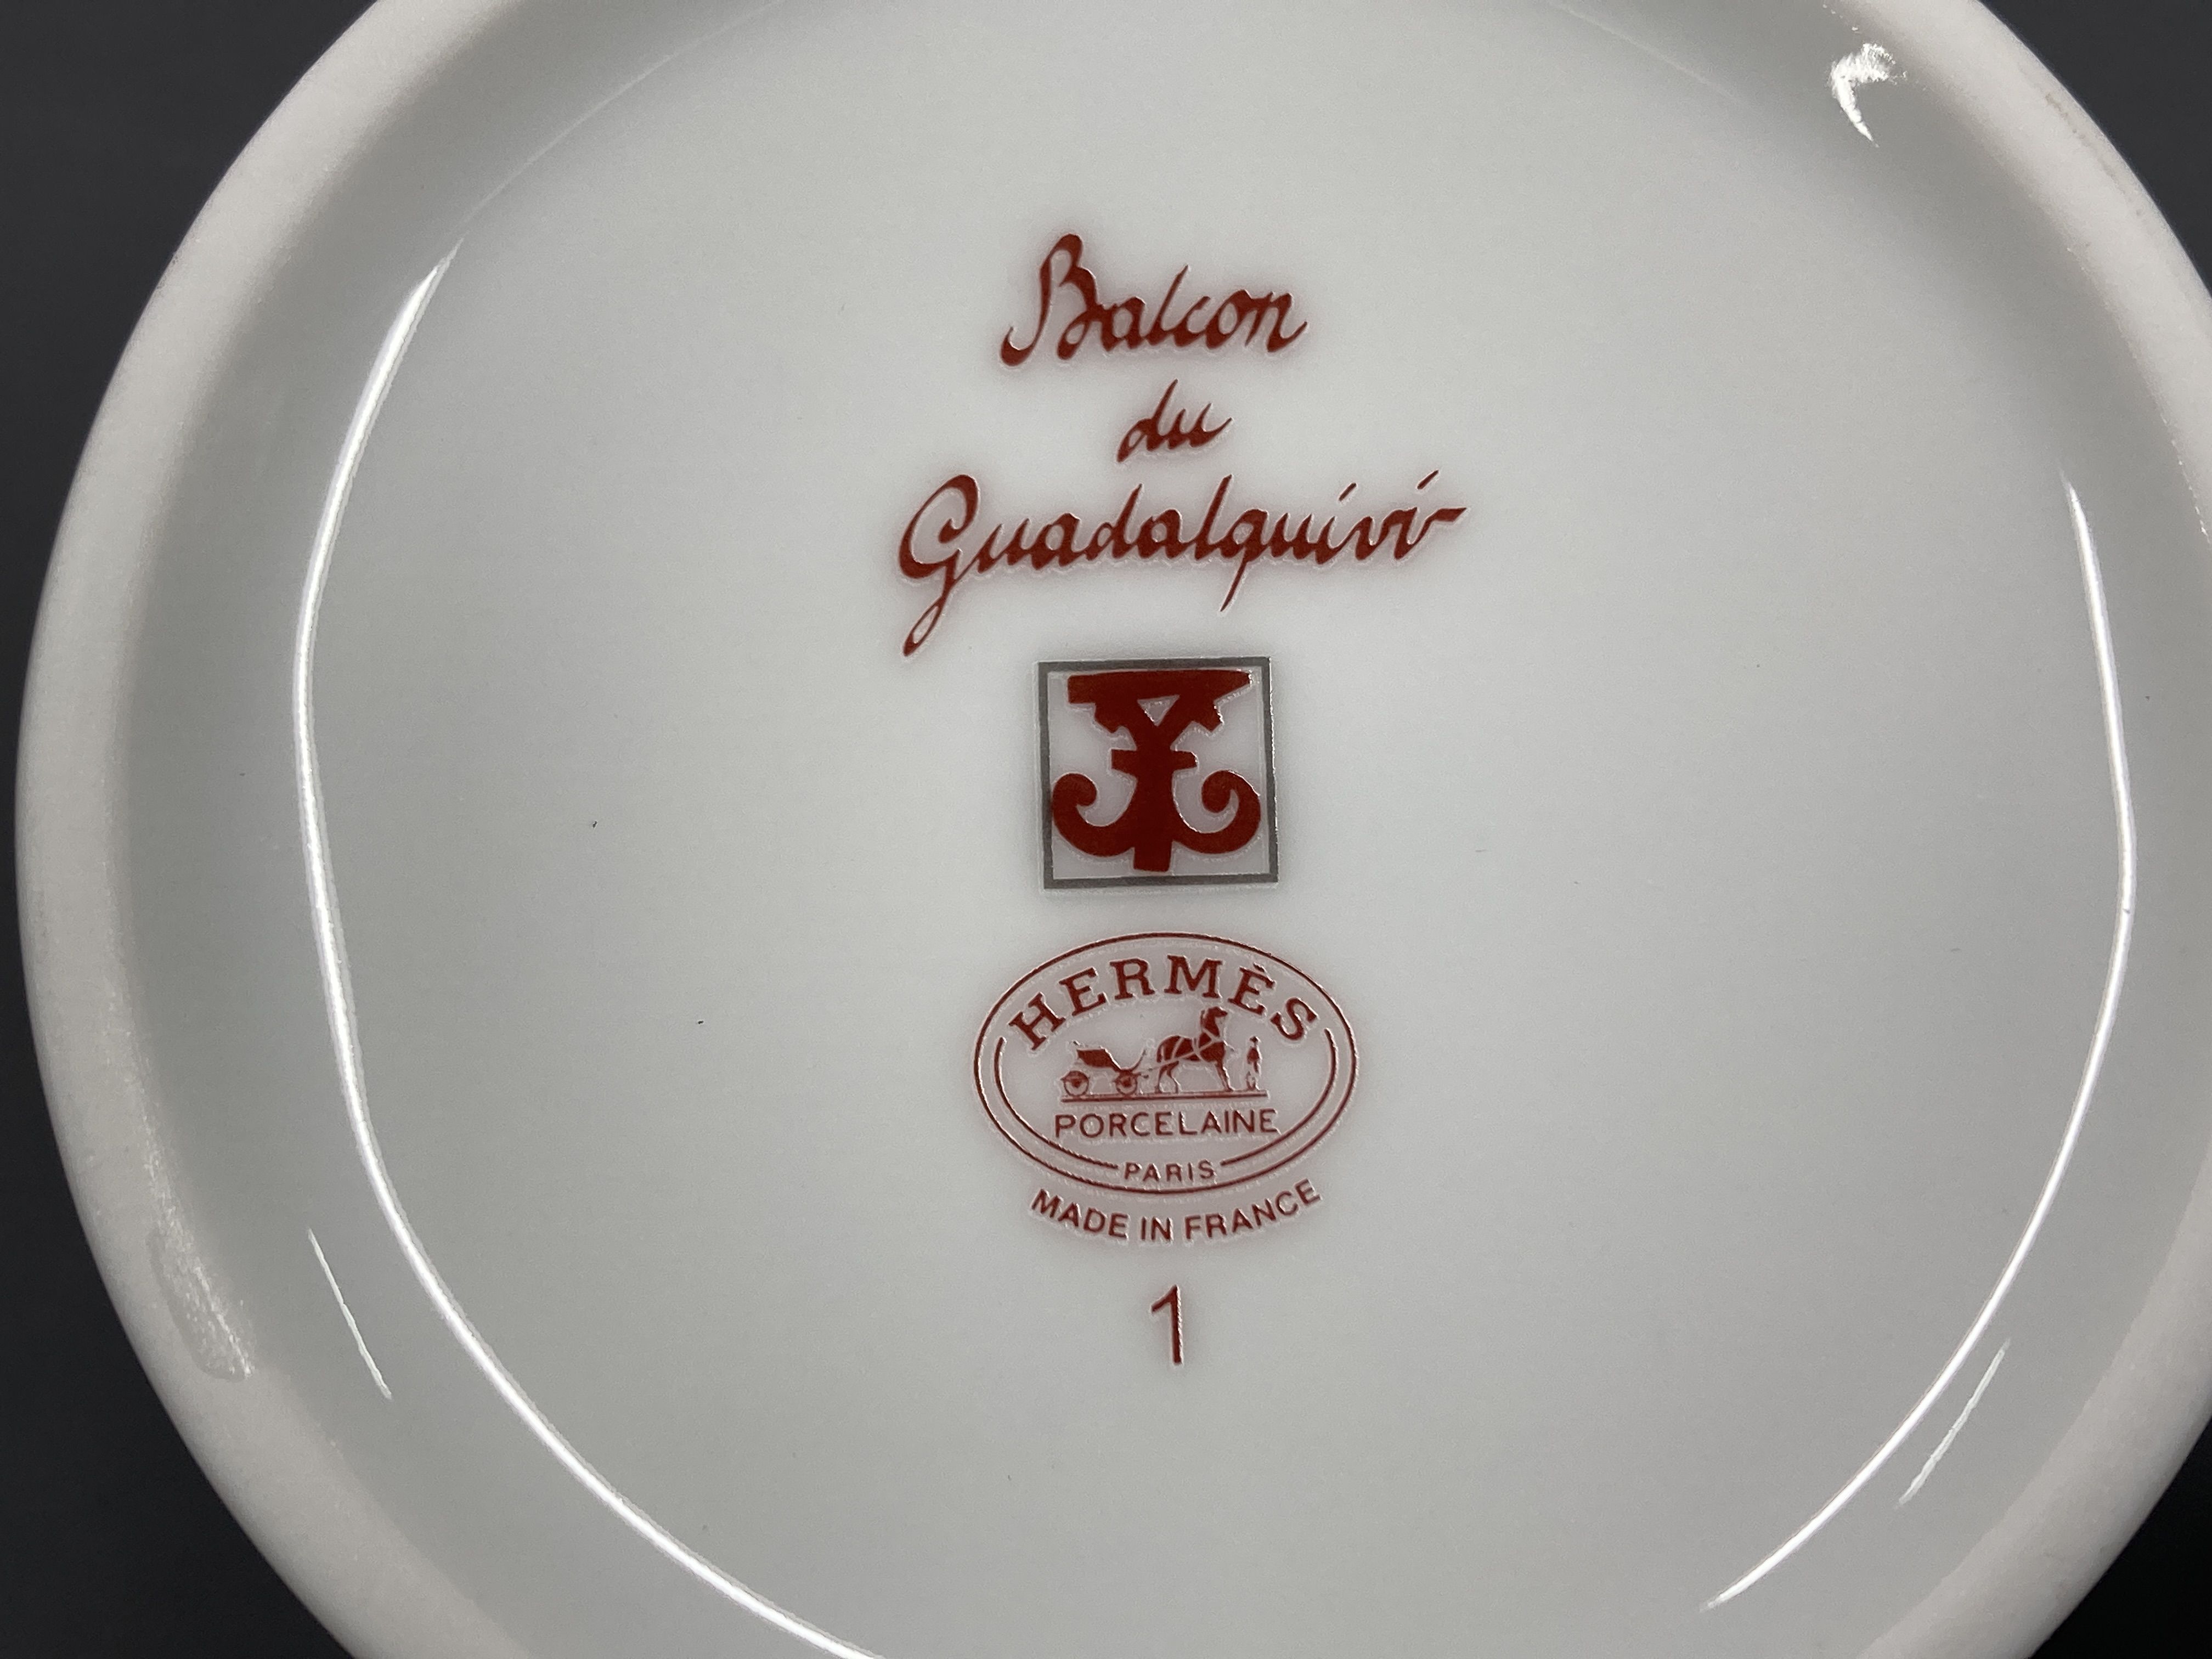 Balcon
du
Guadalquivir
HERMÈS
PORCELAINE
PARIS
MADE IN FRANCE
1